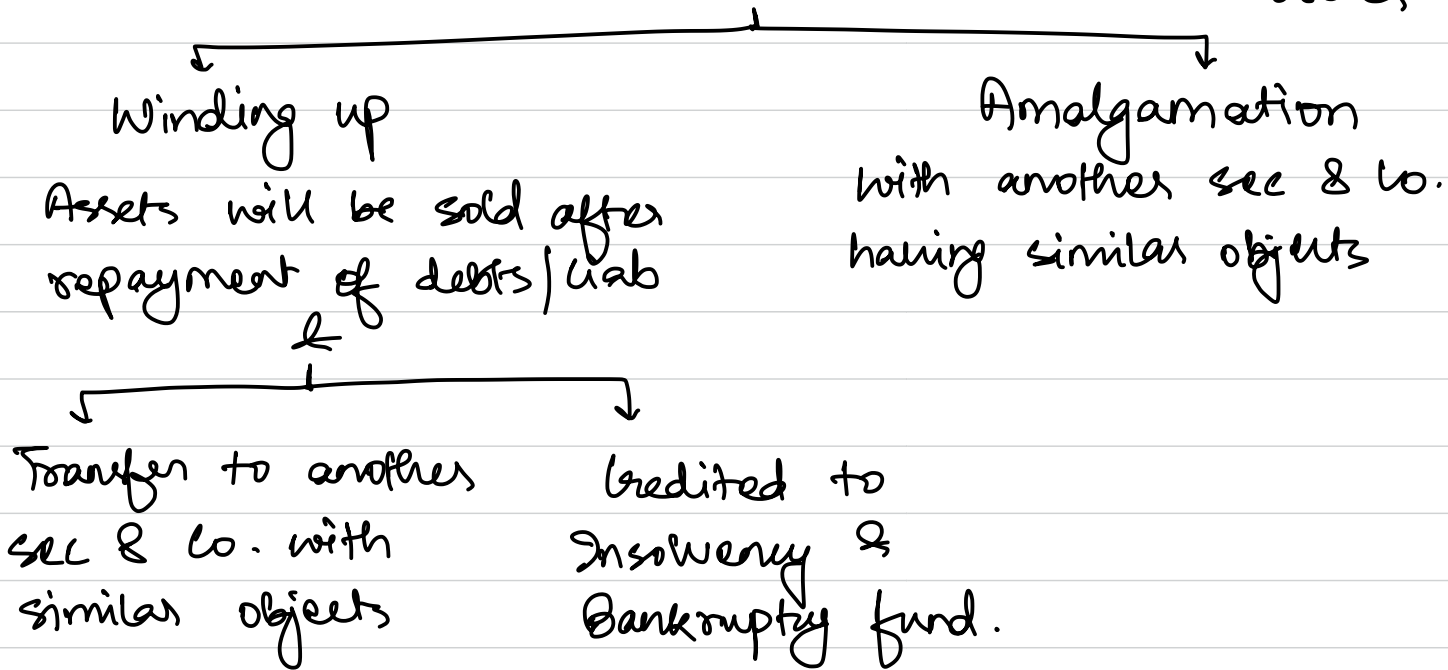 Winding up
Assets will be sold after
repayment of debts/liab
&
Amalgamation
with another sec 8 Co.
having similar objects
Transfer to another
sec 8 Co. with
similar objects
Credited to
Insolvency &
Bankruptcy fund.